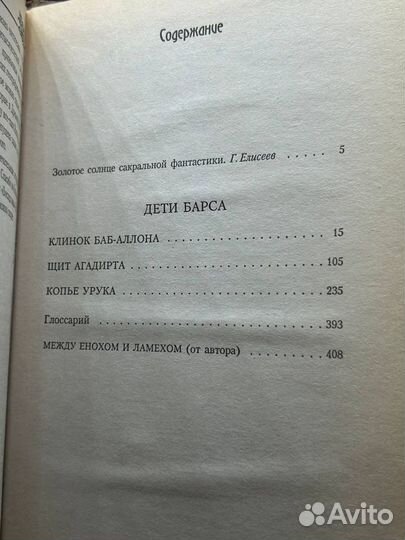 Содержание
Золотое солнце сакральной фантастики. Г. Елисеев . . . . . . 5
ДЕТИ БАРСА
КЛИНОК БАБ-АЛЛОНА . . . . . . . . . . . . . . . . . . . . . . . . 15
ЩИТ АГАДИРТА . . . . . . . . . . . . . . . . . . . . . . . . . . . . 105
КОПЬЕ УРУКА . . . . . . . . . . . . . . . . . . . . . . . . . . . . . 235
Глоссарий . . . . . . . . . . . . . . . . . . . . . . . . . . . . . . . 393
МЕЖДУ ЕНОХОМ И ЛАМЕХОМ (от автора) . . . . . . . . . . 408
Avito